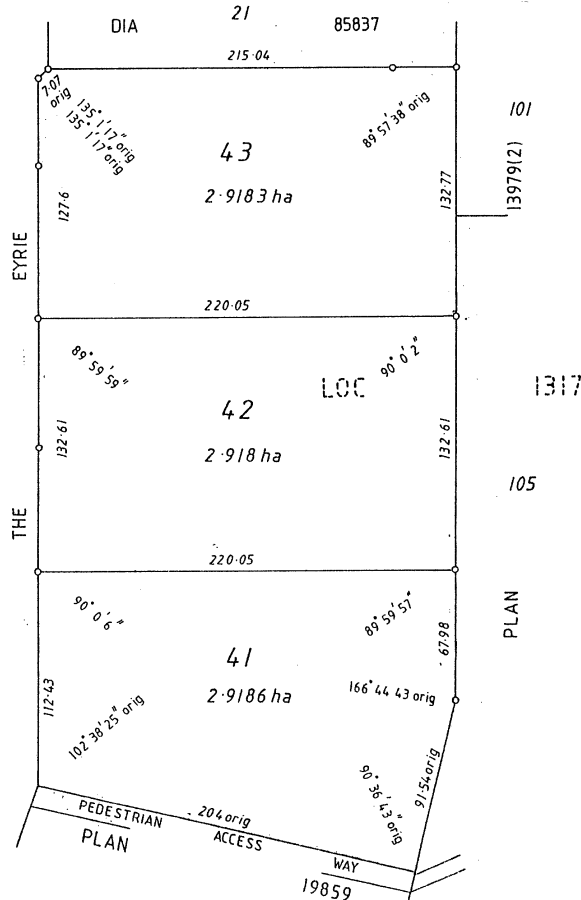 21
DIA
85837
215·04
7·07
orig
135° 1' 17" orig
135° 1' 17" orig
89° 57' 38" orig
101
43
2·9183 ha
127·6
132·77
13979(2)
EYRIE
220·05
89° 59' 59"
90° 0' 2"
LOC
1317
42
2·918 ha
132·61
132·61
105
THE
220·05
90° 0' 6"
89° 59' 57"
67·98
PLAN
41
2·9186 ha
166° 44 43 orig
112·43
102° 38' 25" orig
90° 36' 43" orig
91·54 orig
204 orig
PEDESTRIAN
ACCESS
WAY
PLAN
19859